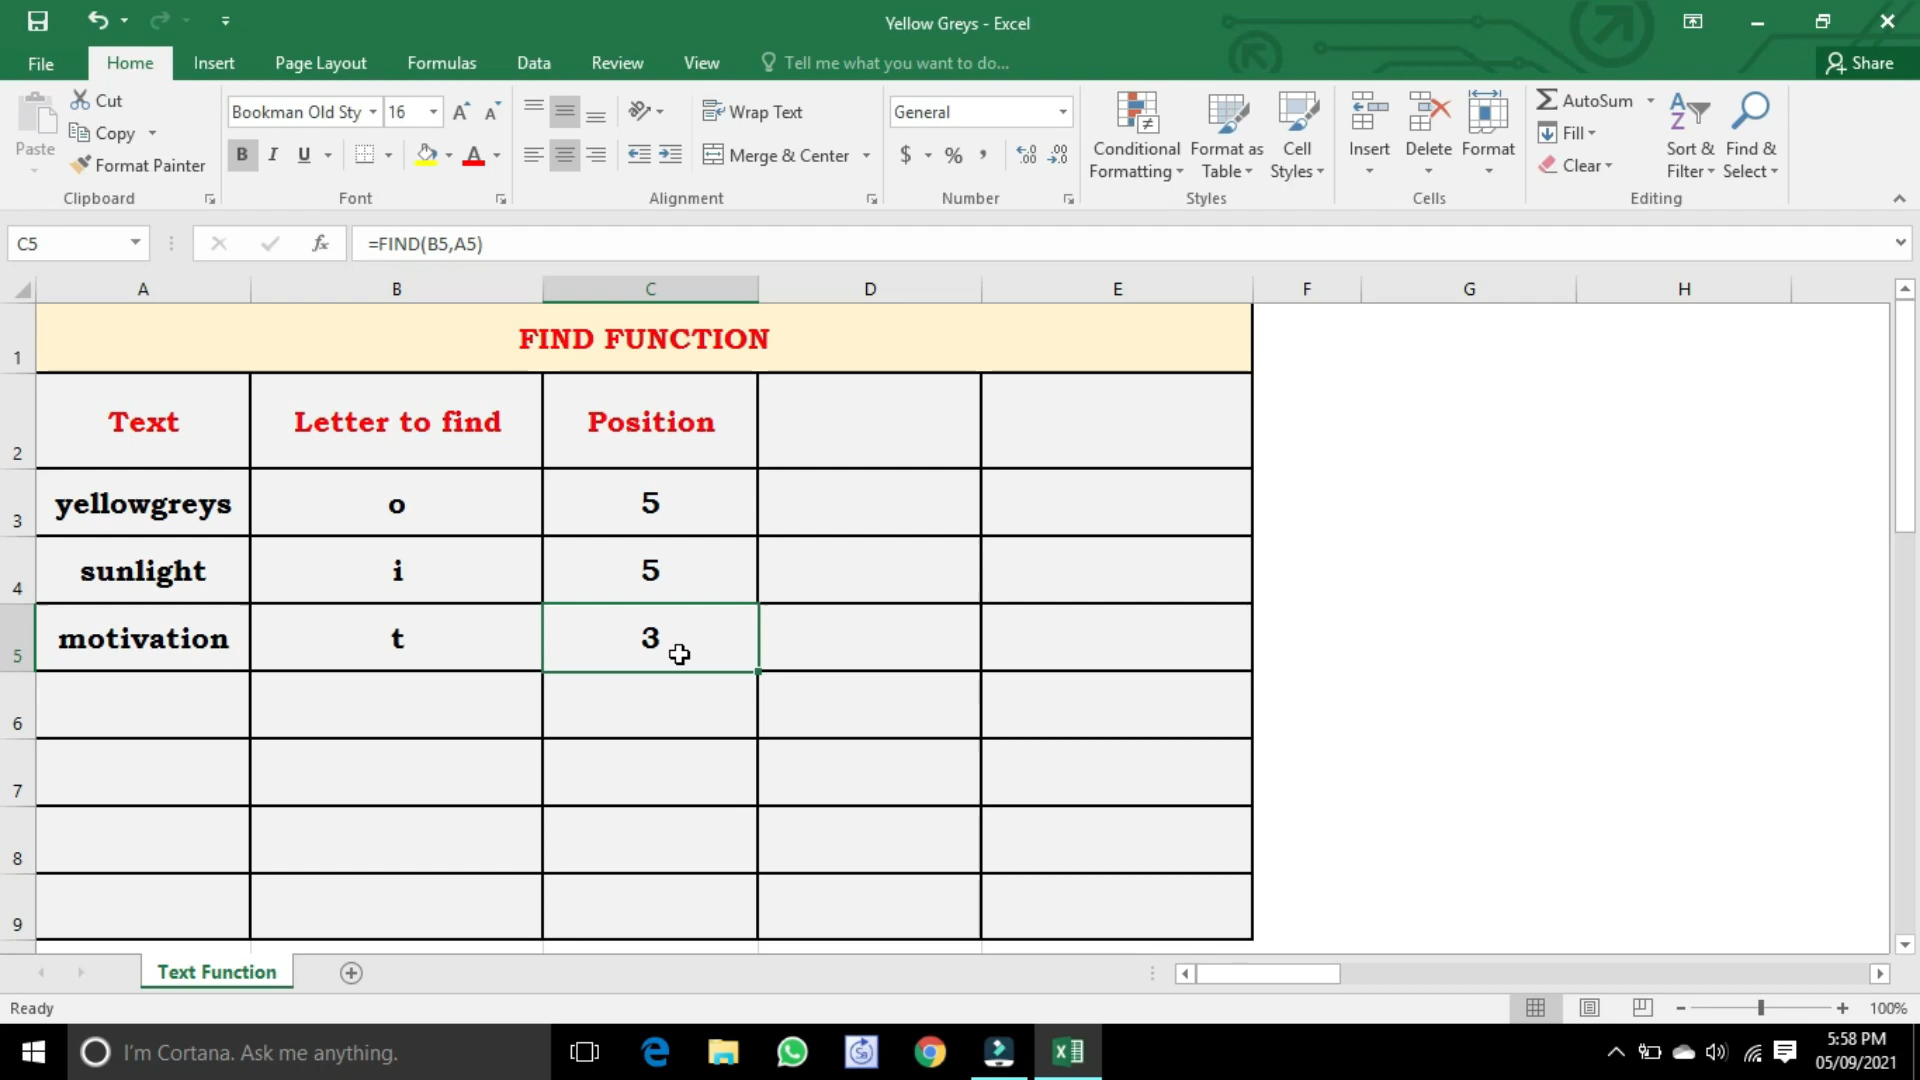 Yellow Greys - Excel
File Home Insert Page Layout Formulas Data Review View Tell me what you want to do... Share
Paste Cut Copy Format Painter Clipboard
Bookman Old Sty 16 A A B I U A Font
Wrap Text Merge & Center Alignment
General $ % , Number
Conditional Formatting Format as Table Cell Styles Styles
Insert Delete Format Cells
AutoSum Fill Clear Sort & Filter Find & Select Editing
C5 fx =FIND(B5,A5)
A B C D E F G H
1 FIND FUNCTION
2 Text Letter to find Position
3 yellowgreys o 5
4 sunlight i 5
5 motivation t 3
6
7
8
9
Text Function
Ready 100%
I'm Cortana. Ask me anything. 5:58 PM
05/09/2021